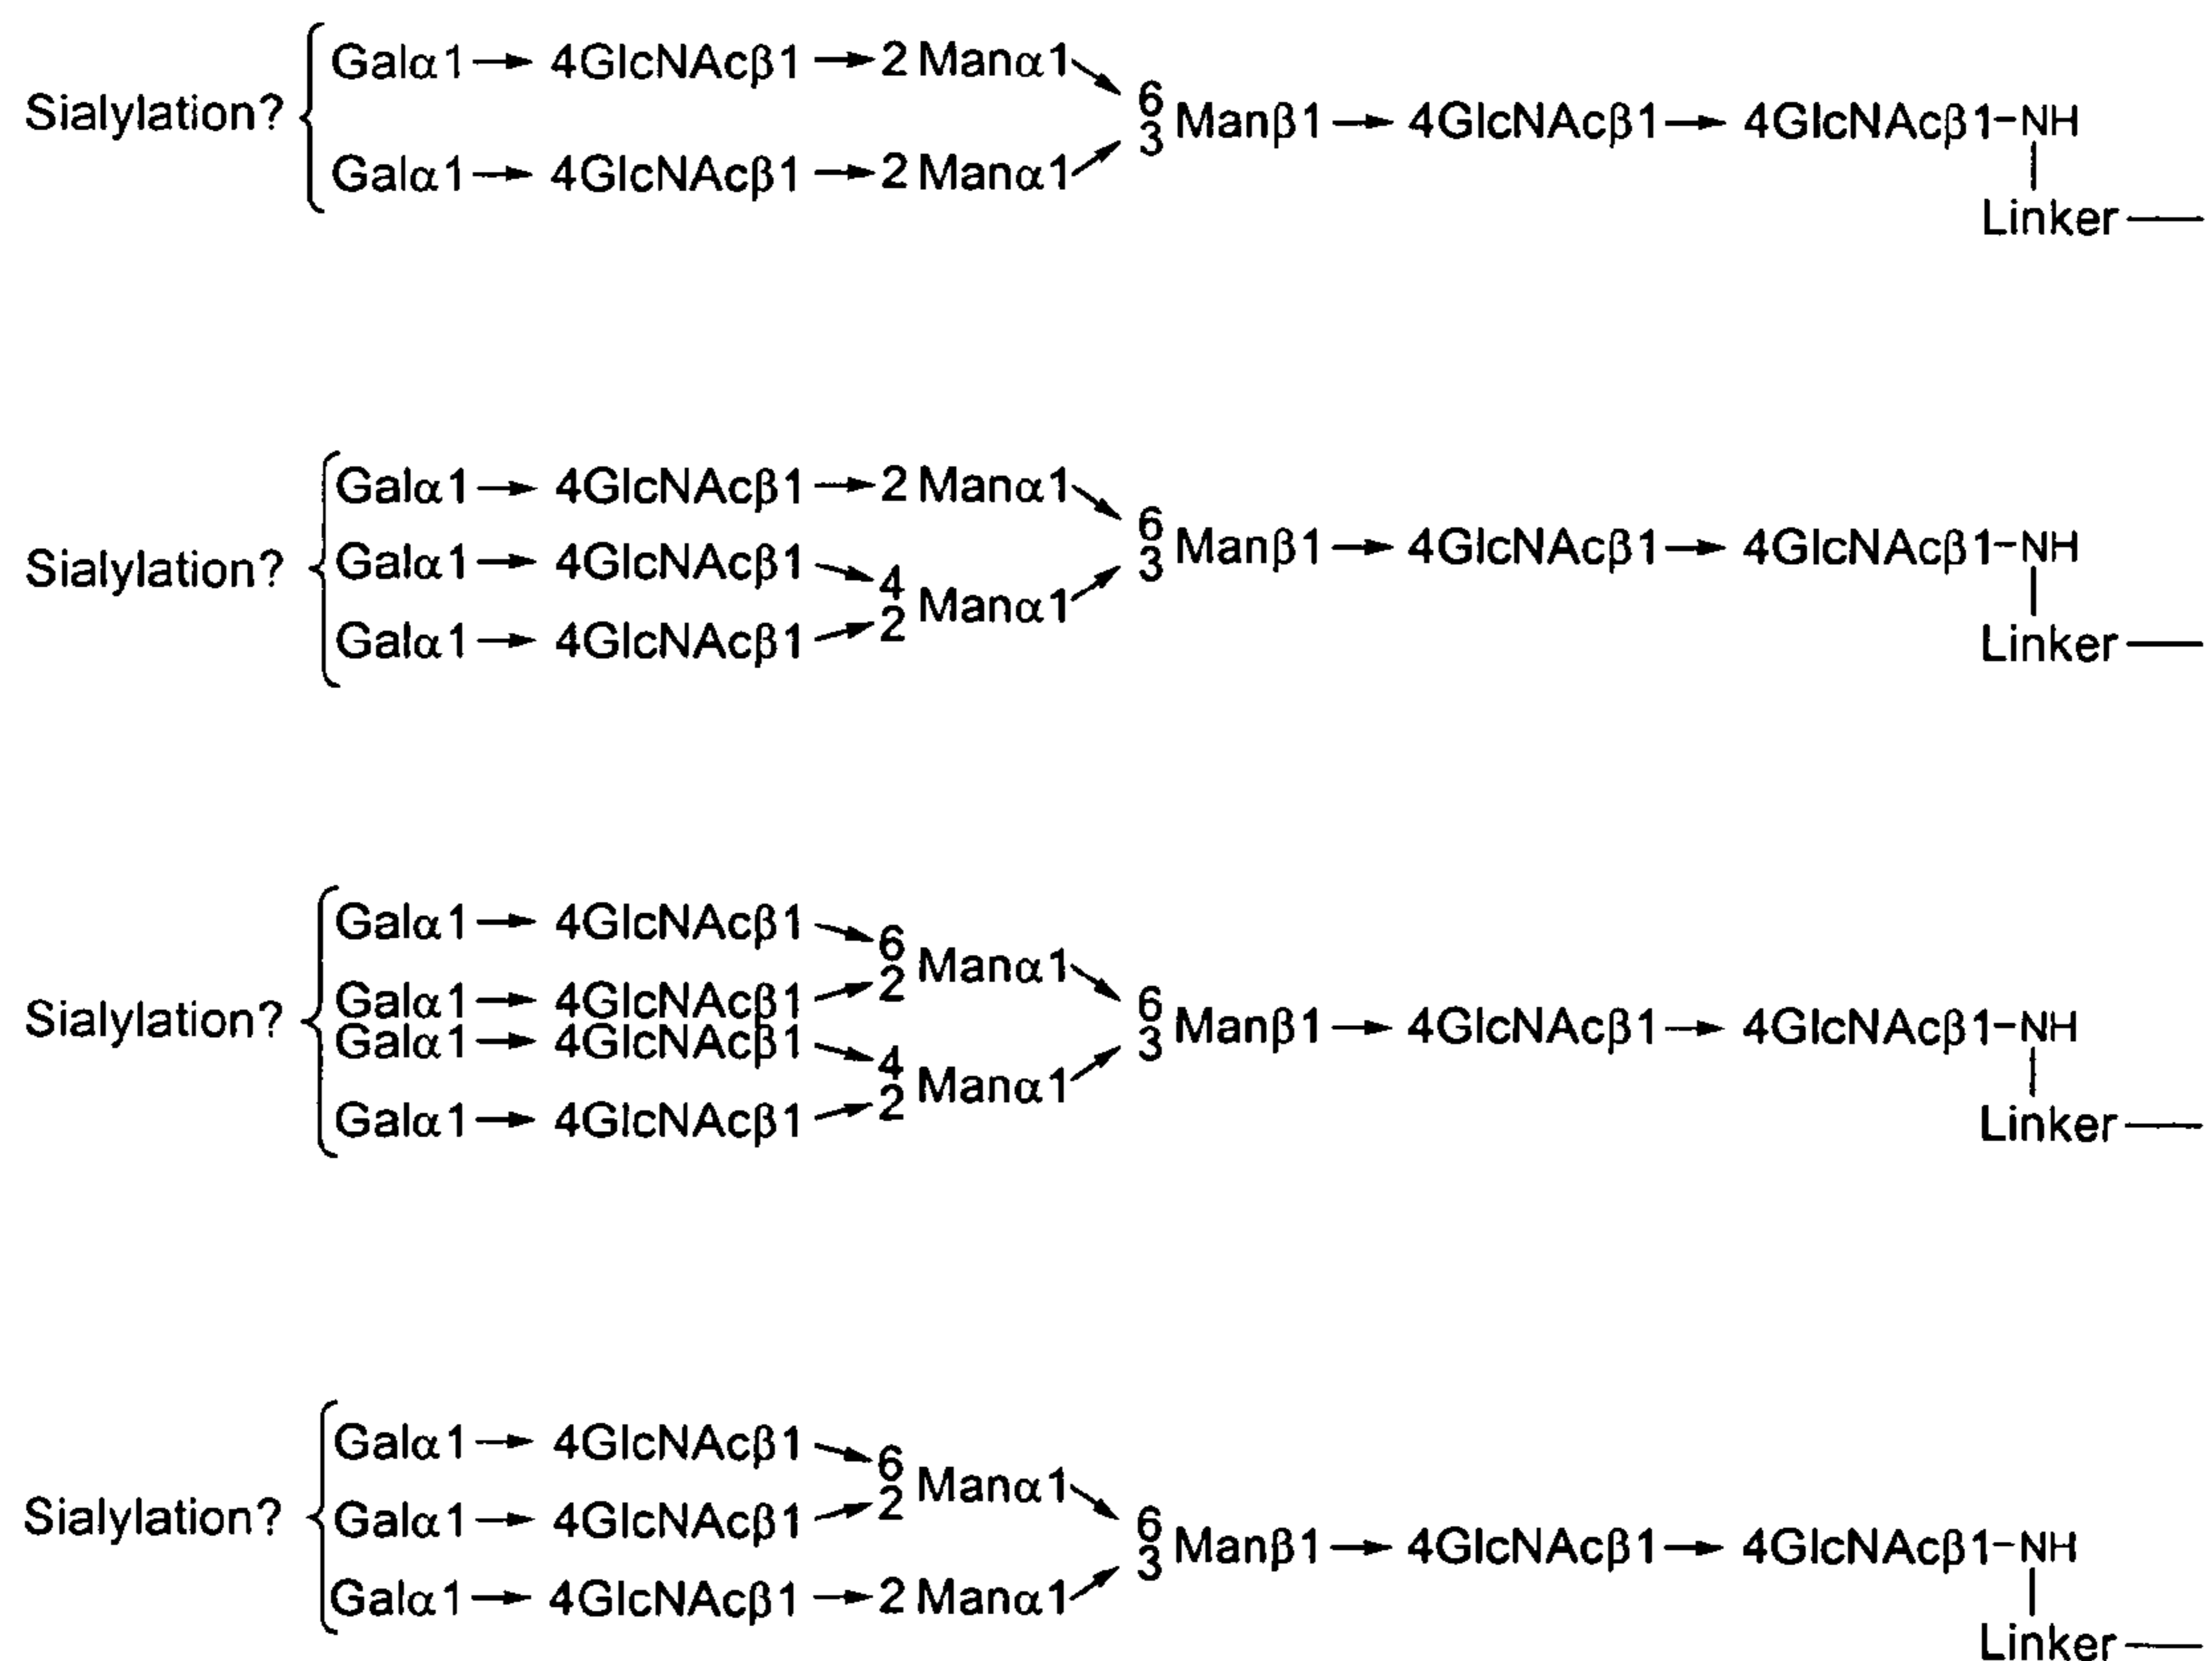 Galα1→ 4GlcNAcβ1 →2 Manα1
Sialylation? 6 3 Manβ1→ 4GlcNAcβ1→ 4GlcNAcβ1-NH
Galα1→ 4GlcNAcβ1 →2 Manα1
Linker
Galα1→ 4GlcNAcβ1 →2 Manα1
6 3 Manβ1→ 4GlcNAcβ1→ 4GlcNAcβ1-NH
Sialylation? Galα1→ 4GlcNAcβ1→ 4 2 Manα1
Galα1→ 4GlcNAcβ1→
Linker
Galα1→ 4GlcNAcβ1→ 6 2 Manα1
Galα1→ 4GlcNAcβ1→
Sialylation? 6 3 Manβ1→ 4GlcNAcβ1→ 4GlcNAcβ1-NH
Galα1→ 4GlcNAcβ1→ 4 2 Manα1
Galα1→ 4GlcNAcβ1→
Linker
Galα1→ 4GlcNAcβ1→ 6 2 Manα1
Sialylation? Galα1→ 4GlcNAcβ1→
6 3 Manβ1→ 4GlcNAcβ1→ 4GlcNAcβ1-NH
Galα1→ 4GlcNAcβ1 →2 Manα1
Linker